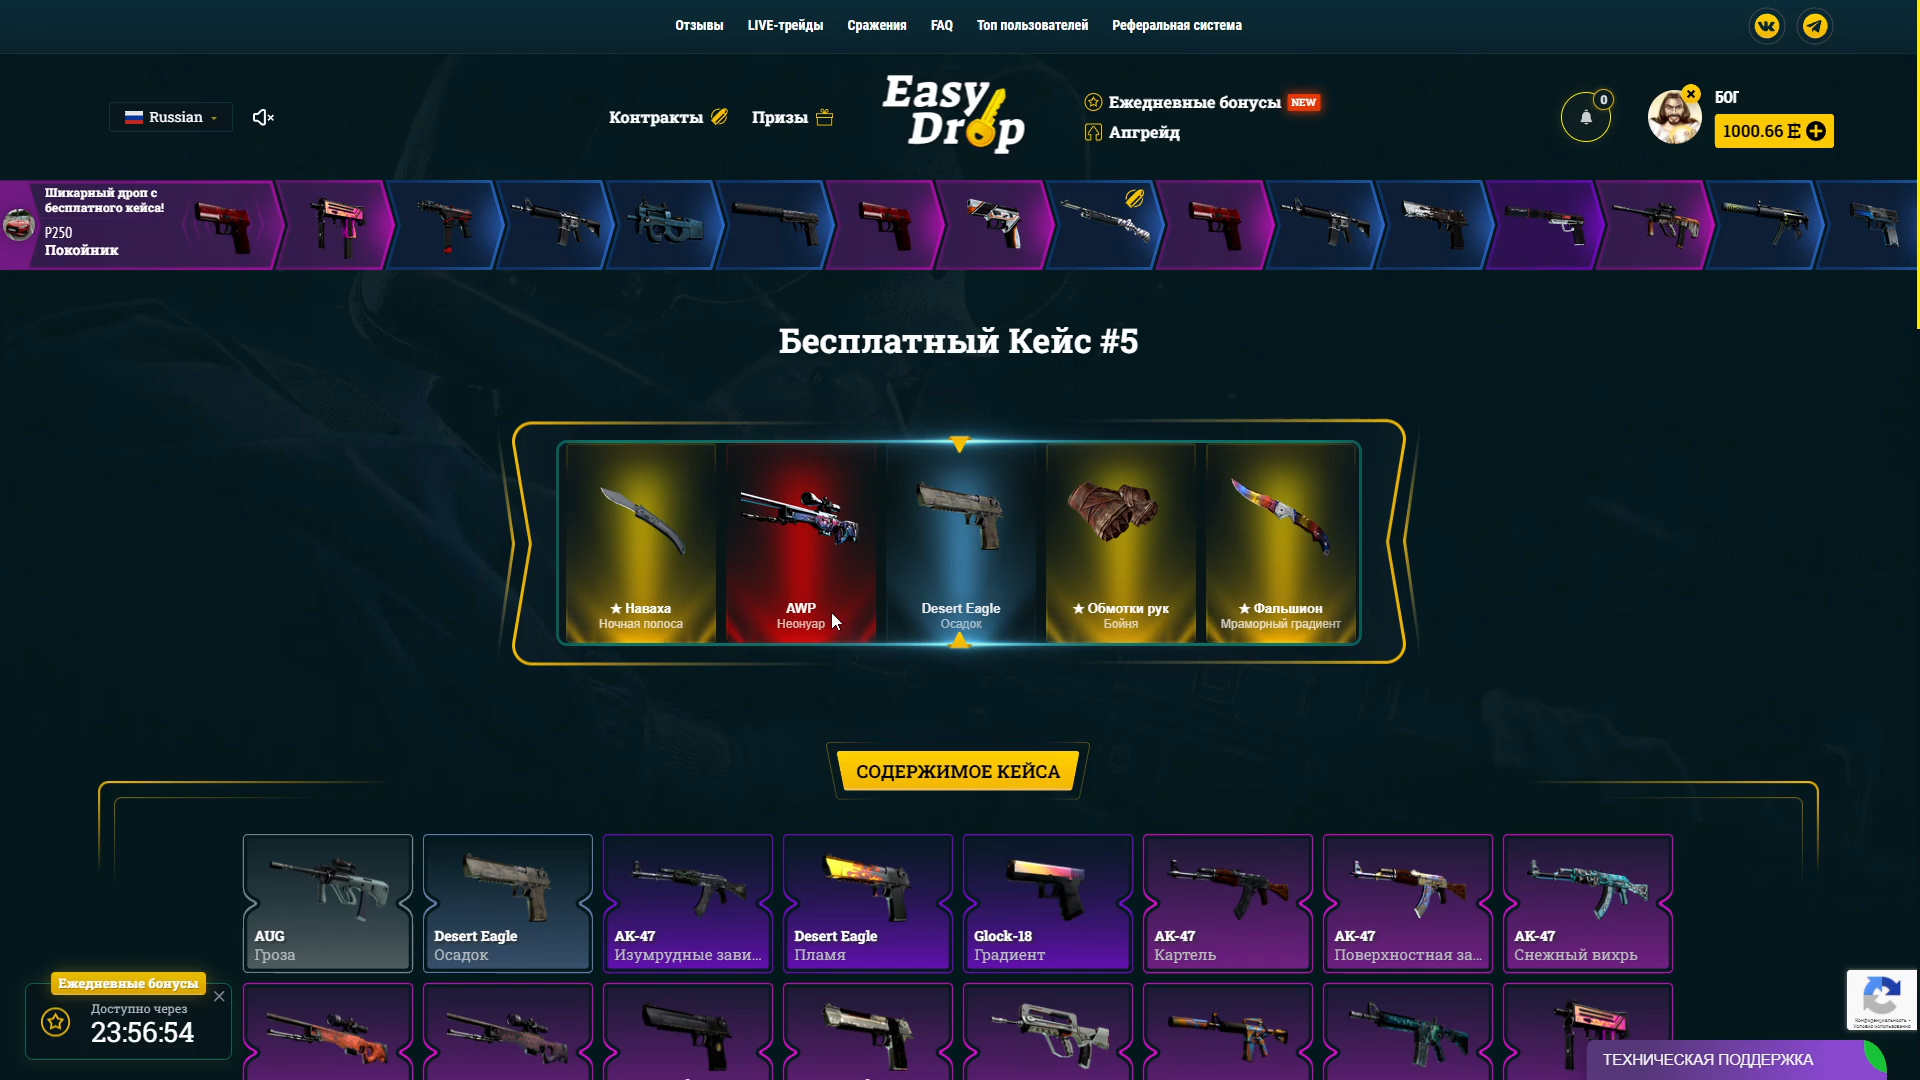 Отзывы
LIVE-трейды
Сражения
FAQ
Топ пользователей
Реферальная система
Russian
Контракты
Призы
Easy
Drop
Ежедневные бонусы NEW
Апгрейд
0
БОГ
1000.66
Шикарный дроп с
бесплатного кейса!
P250
Покойник
Бесплатный Кейс #5
★ Наваха
Ночная полоса
AWP
Неонуар
Desert Eagle
Осадок
★ Обмотки рук
Бойня
★ Фальшион
Мраморный градиент
СОДЕРЖИМОЕ КЕЙСА
AUG
Гроза
Desert Eagle
Осадок
AK-47
Изумрудные зави...
Desert Eagle
Пламя
Glock-18
Градиент
AK-47
Картель
AK-47
Поверхностная за...
AK-47
Снежный вихрь
Ежедневные бонусы
Доступно через
23:56:54
Конфиденциальность -
Условия использования
ТЕХНИЧЕСКАЯ ПОДДЕРЖКА